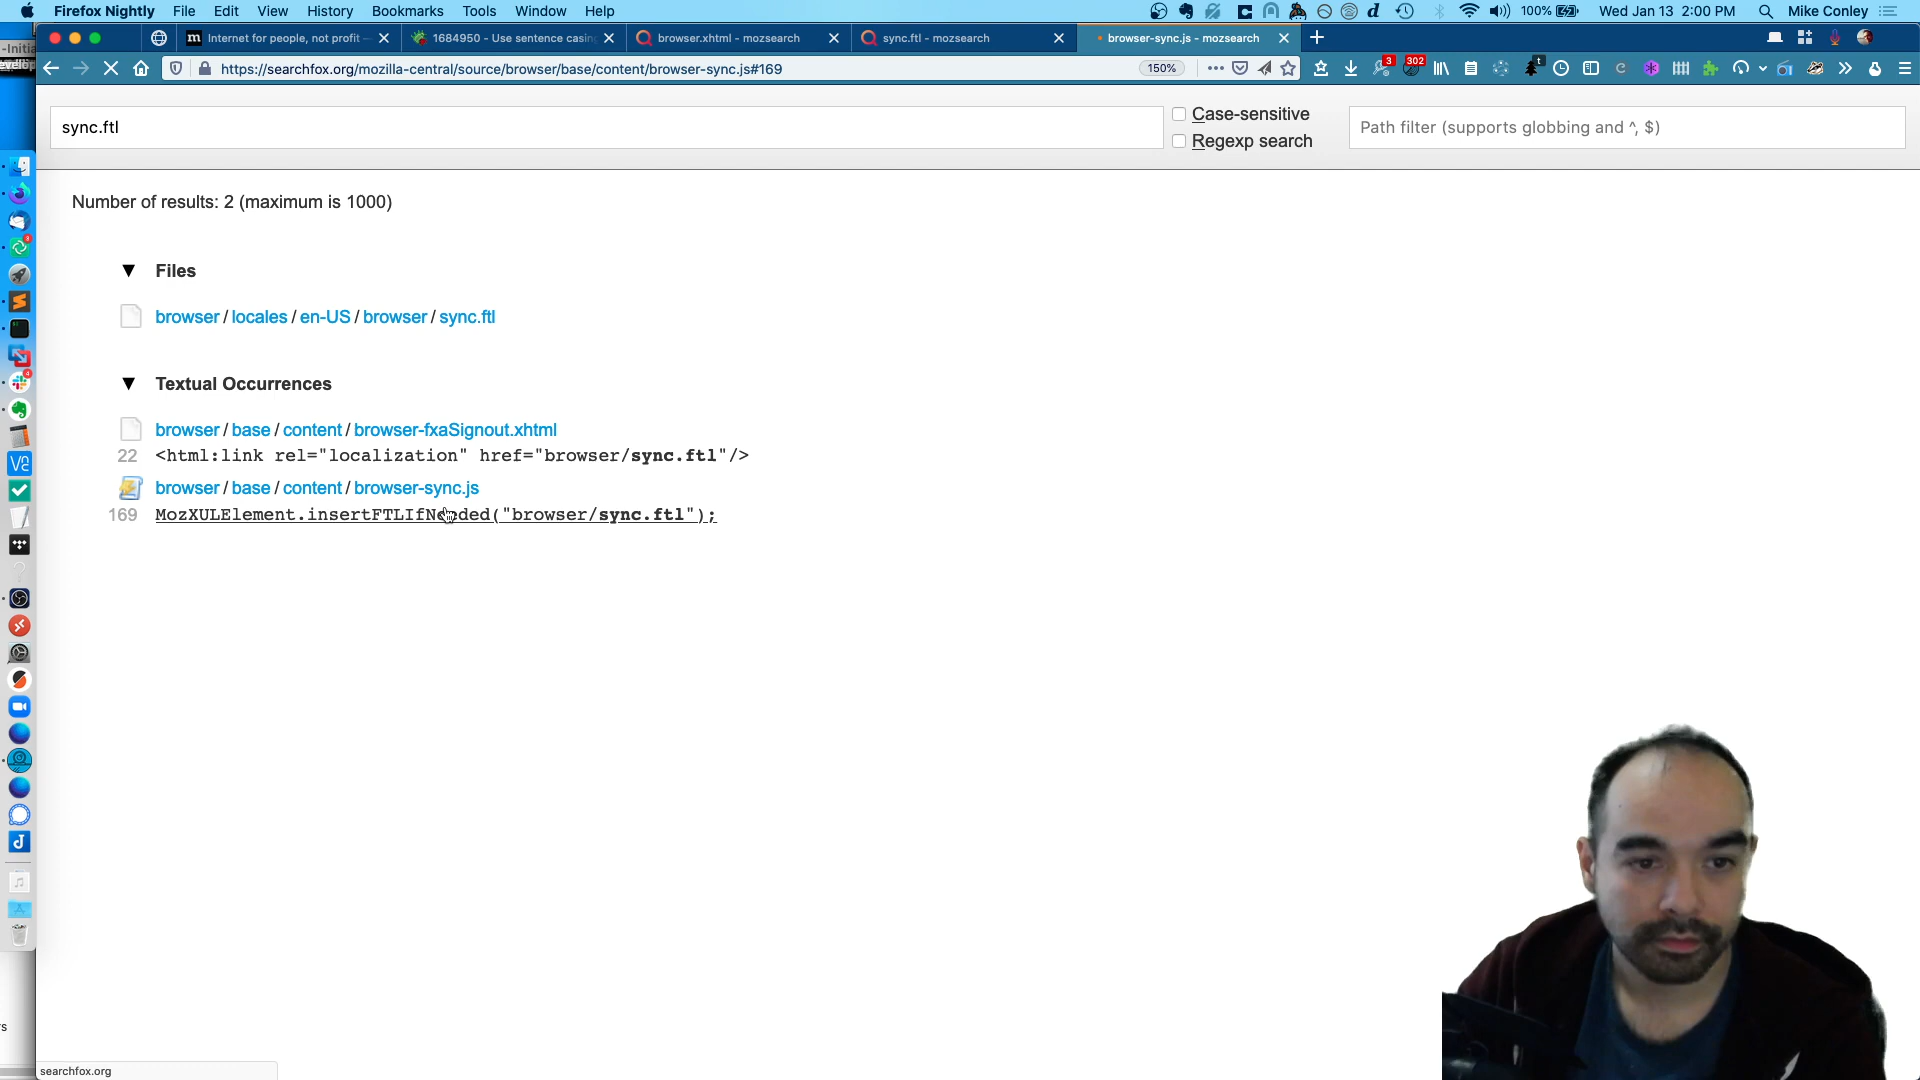 Firefox Nightly File Edit View History Bookmarks Tools Window Help
100% Wed Jan 13 2:00 PM Mike Conley
Internet for people, not profit —
1684950 - Use sentence casin
browser.xhtml - mozsearch
sync.ftl - mozsearch
browser-sync.js - mozsearch
https://searchfox.org/mozilla-central/source/browser/base/content/browser-sync.js#169
150%
3
302
sync.ftl
Case-sensitive
Regexp search
Path filter (supports globbing and ^, $)
Number of results: 2 (maximum is 1000)
Files
browser / locales / en-US / browser / sync.ftl
Textual Occurrences
browser / base / content / browser-fxaSignout.xhtml
22 <html:link rel="localization" href="browser/sync.ftl"/>
browser / base / content / browser-sync.js
169 MozXULElement.insertFTLIfNeeded("browser/sync.ftl");
searchfox.org